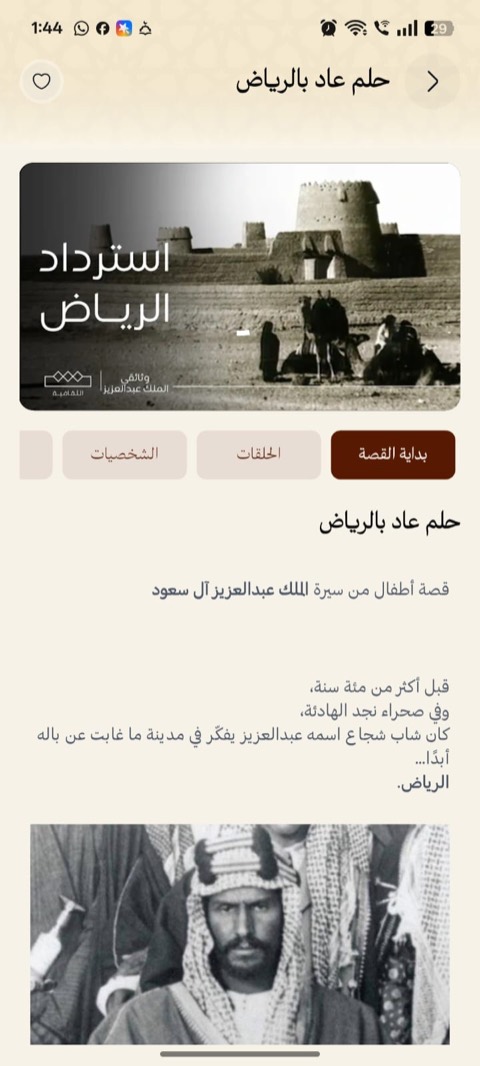 1:44
29
حلم عاد بالرياض
استرداد
الرياض
وثائقي
الملك عبدالعزيز
الثقافية
بداية القصة
الحلقات
الشخصيات
حلم عاد بالرياض
قصة أطفال من سيرة الملك عبدالعزيز آل سعود
قبل أكثر من مئة سنة،
وفي صحراء نجد الهادئة،
كان شاب شجاع اسمه عبدالعزيز يفكّر في مدينة ما غابت عن باله
أبدًا...
الرياض.